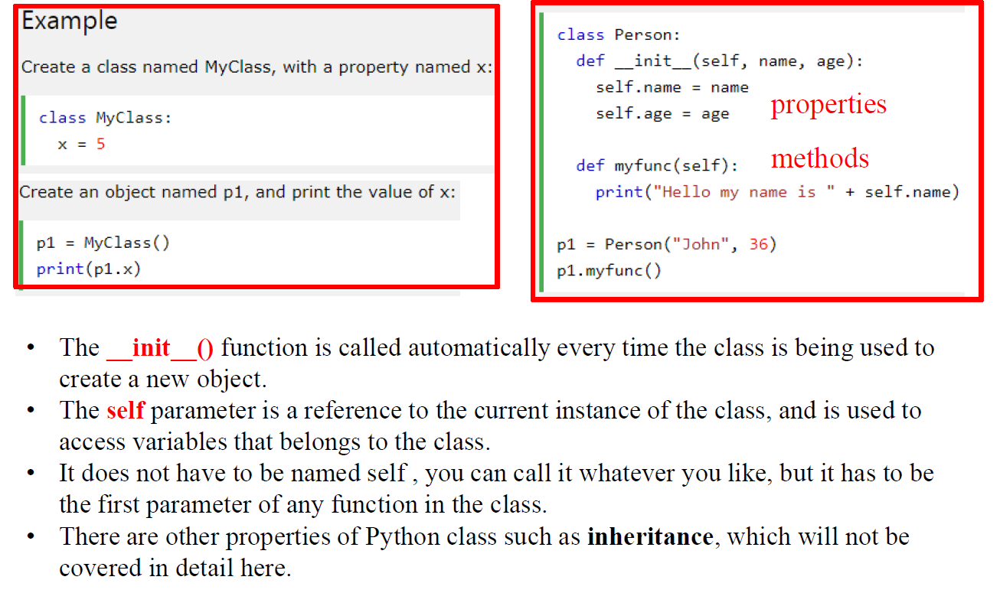 Example
Create a class named MyClass, with a property named x:
class MyClass:
  x = 5
Create an object named p1, and print the value of x:
p1 = MyClass()
print(p1.x)
class Person:
  def __init__(self, name, age):
    self.name = name
    self.age = age
properties
methods
  def myfunc(self):
    print("Hello my name is " + self.name)
p1 = Person("John", 36)
p1.myfunc()
• The __init__() function is called automatically every time the class is being used to
create a new object.
• The self parameter is a reference to the current instance of the class, and is used to
access variables that belongs to the class.
• It does not have to be named self , you can call it whatever you like, but it has to be
the first parameter of any function in the class.
• There are other properties of Python class such as inheritance, which will not be
covered in detail here.